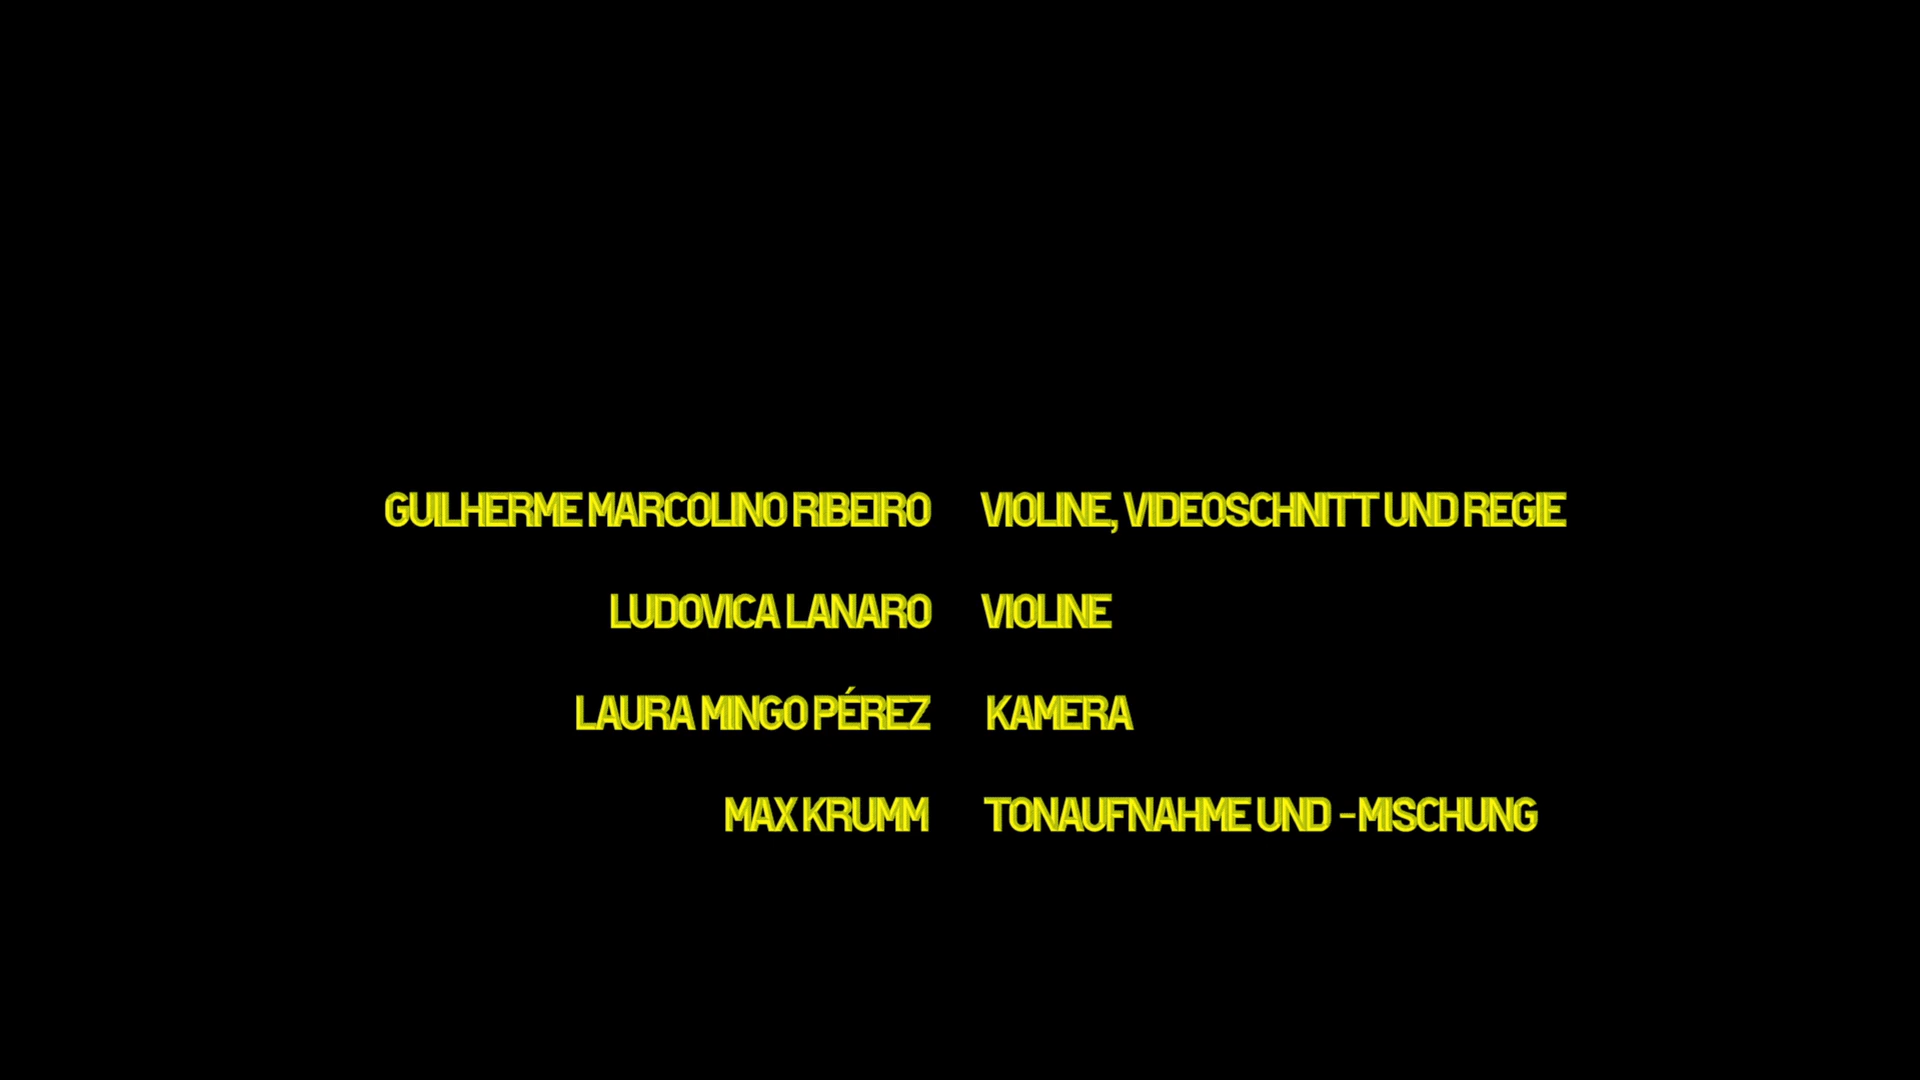 GUILHERME MARCOLINO RIBEIRO VIOLINE, VIDEOSCHNITT UND REGIE
LUDOVICA LANARO VIOLINE
LAURA MINGO PÉREZ KAMERA
MAX KRUMM TONAUFNAHME UND -MISCHUNG